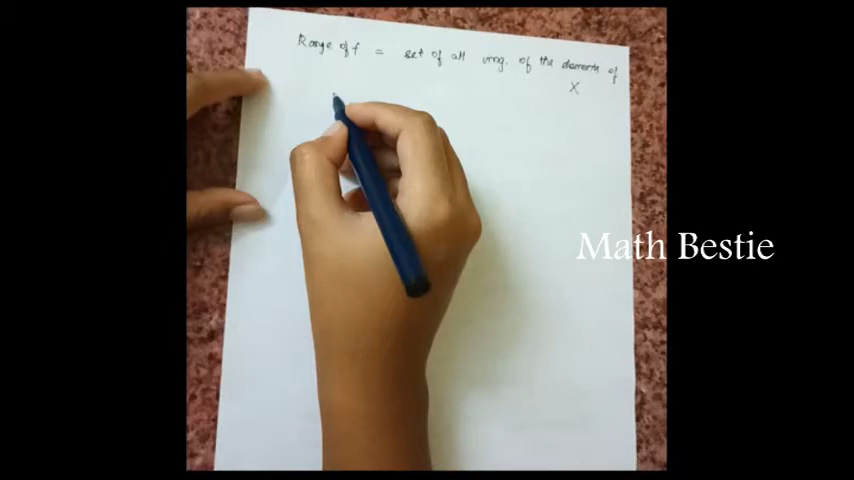 Range of f = set of all img. of the elements of
X
Math Bestie